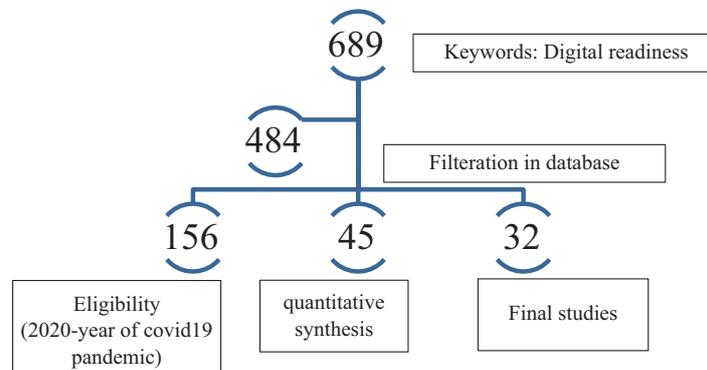 689
Keywords: Digital readiness
484
Filteration in database
156
45
32
Eligibility
(2020-year of covid19
pandemic)
quantitative
synthesis
Final studies